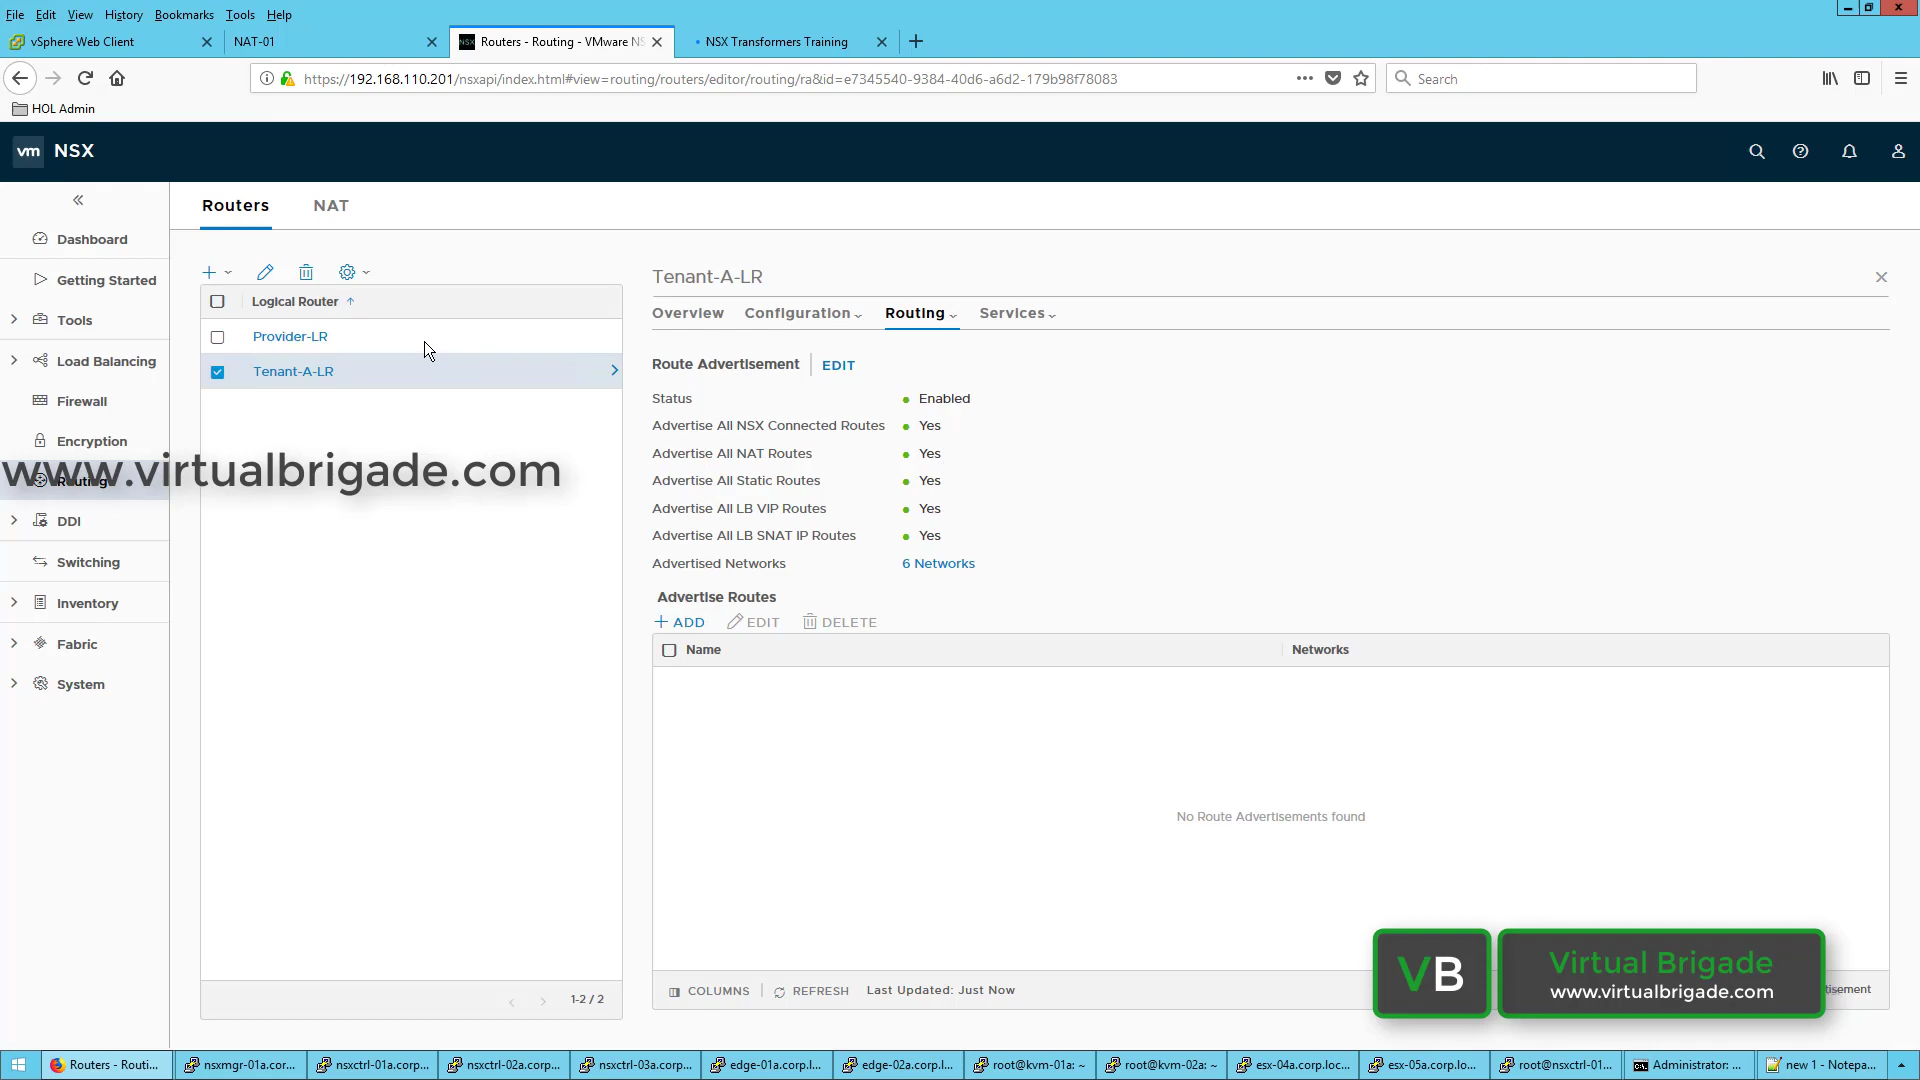 File Edit View History Bookmarks Tools Help
vSphere Web Client
NAT-01
Routers - Routing - VMware NS
NSX Transformers Training
https://192.168.110.201/nsxapi/index.html#view=routing/routers/editor/routing/ra&id=e7345540-9384-40d6-a6d2-179b98f78083
Search
HOL Admin
vm NSX
Routers NAT
Dashboard
Getting Started
Tools
Load Balancing
Firewall
Encryption
Routing
DDI
Switching
Inventory
Fabric
System
www.virtualbrigade.com
Logical Router
Provider-LR
Tenant-A-LR
1-2 / 2
Tenant-A-LR
Overview Configuration Routing Services
Route Advertisement EDIT
Status Enabled
Advertise All NSX Connected Routes Yes
Advertise All NAT Routes Yes
Advertise All Static Routes Yes
Advertise All LB VIP Routes Yes
Advertise All LB SNAT IP Routes Yes
Advertised Networks 6 Networks
Advertise Routes
ADD EDIT DELETE
Name Networks
No Route Advertisements found
COLUMNS REFRESH Last Updated: Just Now
VB
Virtual Brigade
www.virtualbrigade.com
Routers - Routi...
nsxmgr-01a.cor...
nsxctrl-01a.corp...
nsxctrl-02a.corp...
nsxctrl-03a.corp...
edge-01a.corp.l...
edge-02a.corp.l...
root@kvm-01a: ~
root@kvm-02a: ~
esx-04a.corp.loc...
esx-05a.corp.lo...
root@nsxctrl-01...
Administrator: ...
new 1 - Notepa...